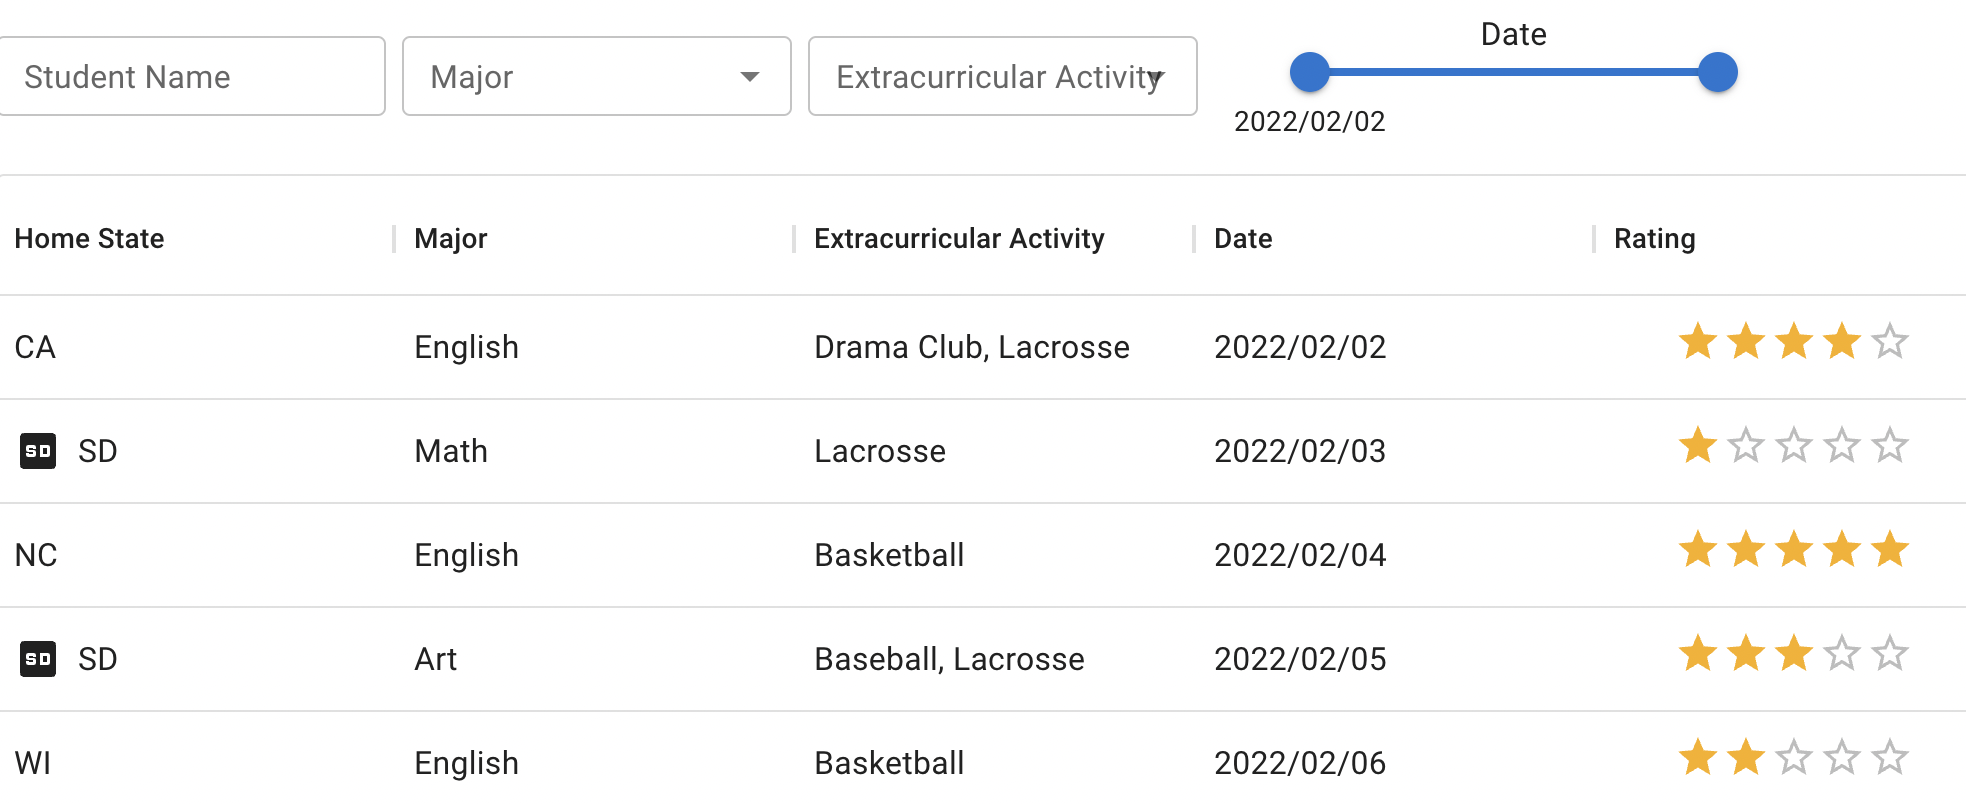 Date
Student Name Major Extracurricular Activity
2022/02/02
Home State Major Extracurricular Activity Date Rating
CA English Drama Club, Lacrosse 2022/02/02
SD SD Math Lacrosse 2022/02/03
NC English Basketball 2022/02/04
SD SD Art Baseball, Lacrosse 2022/02/05
WI English Basketball 2022/02/06